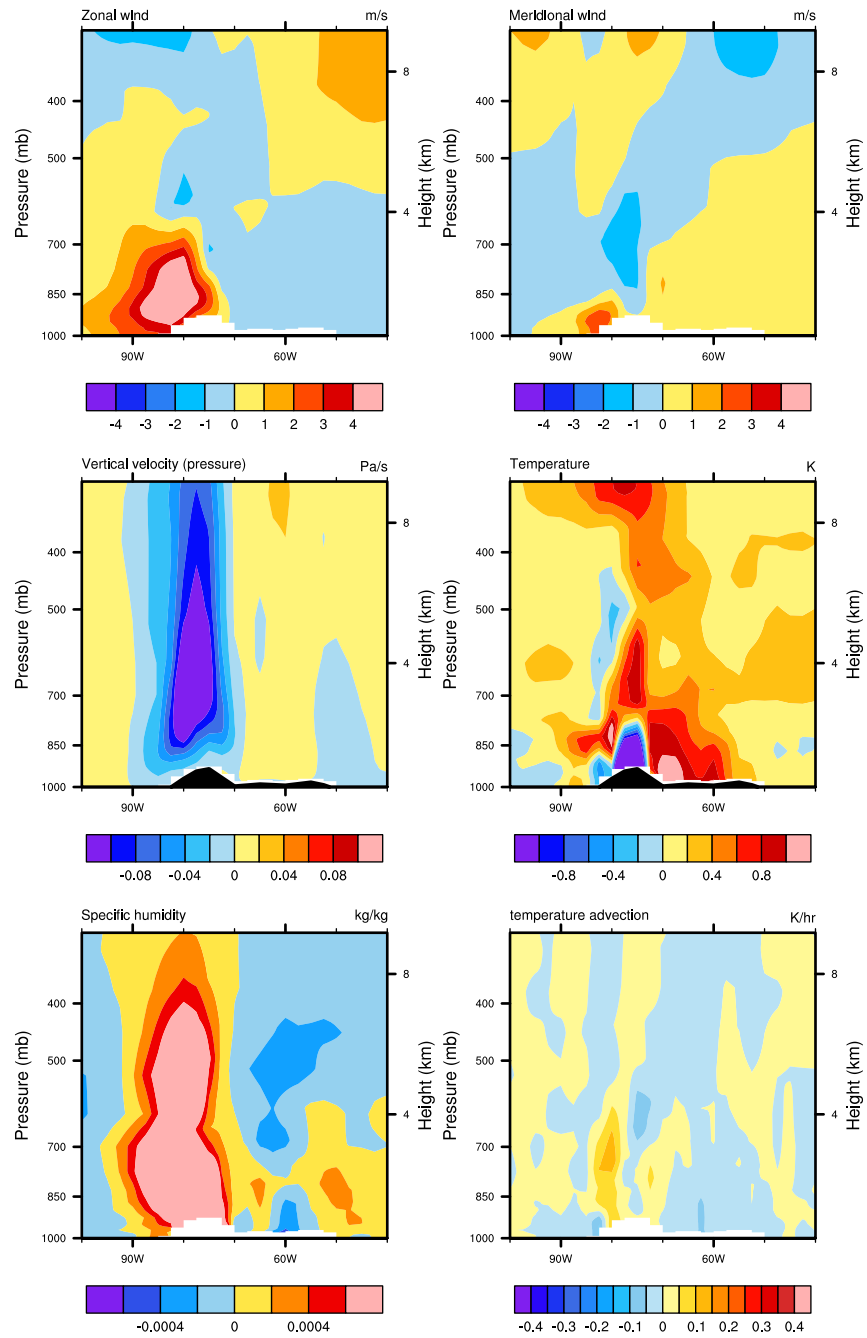 Zonal wind m/s
Meridional wind m/s
Pressure (mb)
400
500
700
850
1000
90W 60W
8
4
Height (km)
-4 -3 -2 -1 0 1 2 3 4
Pressure (mb)
400
500
700
850
1000
90W 60W
8
4
Height (km)
-4 -3 -2 -1 0 1 2 3 4
Vertical velocity (pressure) Pa/s
Temperature K
Pressure (mb)
400
500
700
850
1000
90W 60W
8
4
Height (km)
-0.08 -0.04 0 0.04 0.08
Pressure (mb)
400
500
700
850
1000
90W 60W
8
4
Height (km)
-0.8 -0.4 0 0.4 0.8
Specific humidity kg/kg
temperature advection K/hr
Pressure (mb)
400
500
700
850
1000
90W 60W
8
4
Height (km)
-0.0004 0 0.0004
Pressure (mb)
400
500
700
850
1000
90W 60W
8
4
Height (km)
-0.4 -0.3 -0.2 -0.1 0 0.1 0.2 0.3 0.4